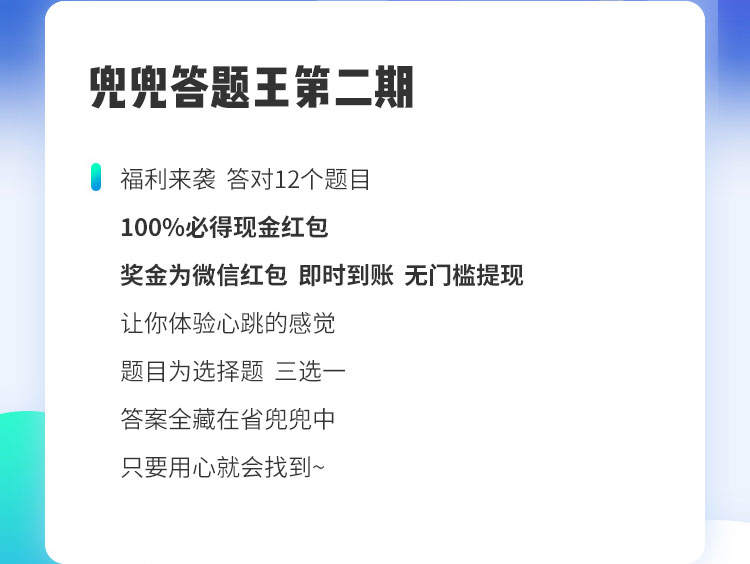 兜兜答题王第二期
福利来袭 答对12个题目
100%必得现金红包
奖金为微信红包 即时到账 无门槛提现
让你体验心跳的感觉
题目为选择题 三选一
答案全藏在省兜兜中
只要用心就会找到~